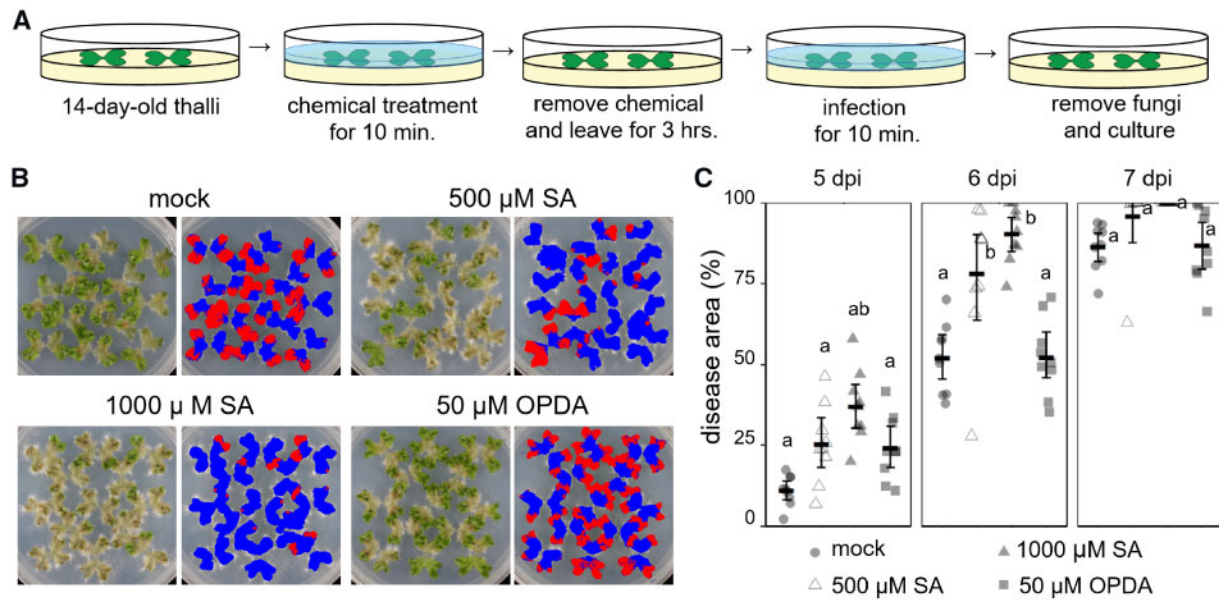 A
14-day-old thalli
chemical treatment
for 10 min.
remove chemical
and leave for 3 hrs.
infection
for 10 min.
remove fungi
and culture
B
mock
500 µM SA
1000 µ M SA
50 µM OPDA
C
5 dpi
6 dpi
7 dpi
disease area (%)
100
75
50
25
0
a
a
ab
a
a
b
b
a
a
a
a
a
mock
500 µM SA
1000 µM SA
50 µM OPDA